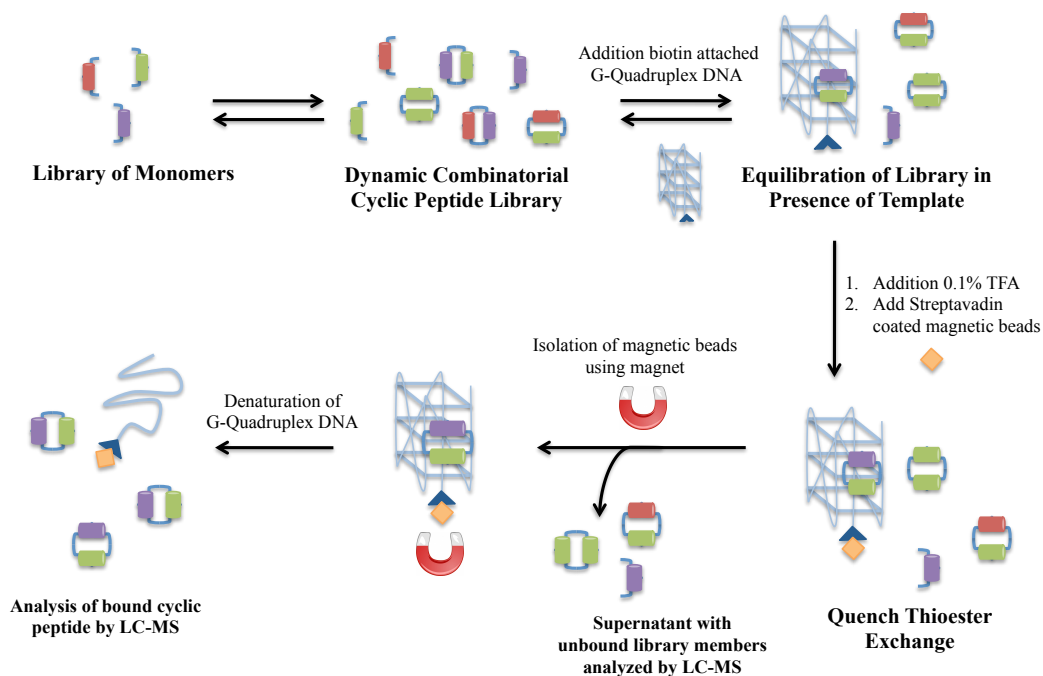 Library of Monomers
Dynamic Combinatorial
Cyclic Peptide Library
Addition biotin attached
G-Quadruplex DNA
Equilibration of Library in
Presence of Template
1. Addition 0.1% TFA
2. Add Streptavadin
coated magnetic beads
Quench Thioester
Exchange
Isolation of magnetic beads
using magnet
Supernatant with
unbound library members
analyzed by LC-MS
Denaturation of
G-Quadruplex DNA
Analysis of bound cyclic
peptide by LC-MS